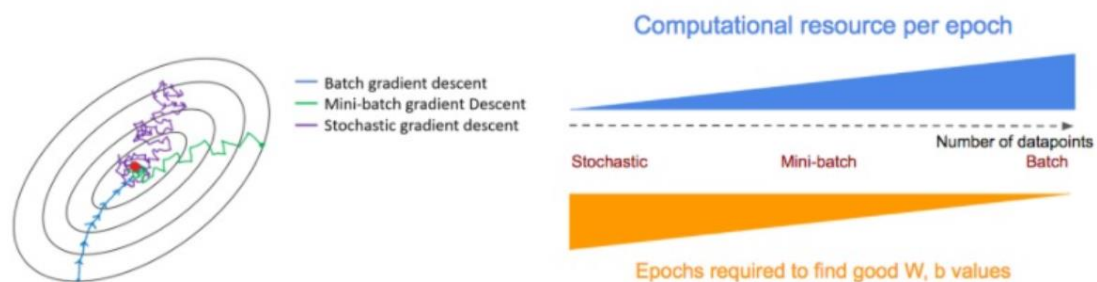 Batch gradient descent
Mini-batch gradient Descent
Stochastic gradient descent
Computational resource per epoch
Number of datapoints
Stochastic
Mini-batch
Batch
Epochs required to find good W, b values